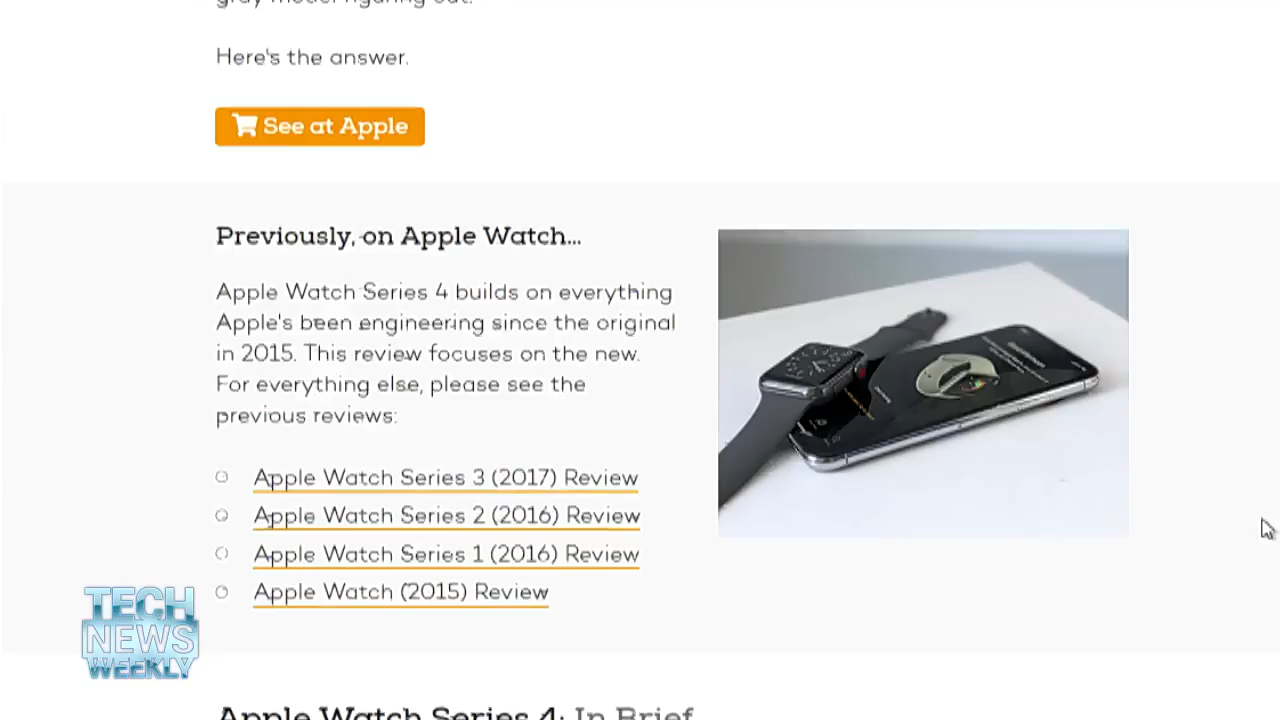 Here's the answer.
See at Apple
Previously, on Apple Watch...
Apple Watch Series 4 builds on everything
Apple's been engineering since the original
in 2015. This review focuses on the new.
For everything else, please see the
previous reviews:
Apple Watch Series 3 (2017) Review
Apple Watch Series 2 (2016) Review
Apple Watch Series 1 (2016) Review
Apple Watch (2015) Review
TECH
NEWS
WEEKLY
Apple Watch Series 4: In Brief